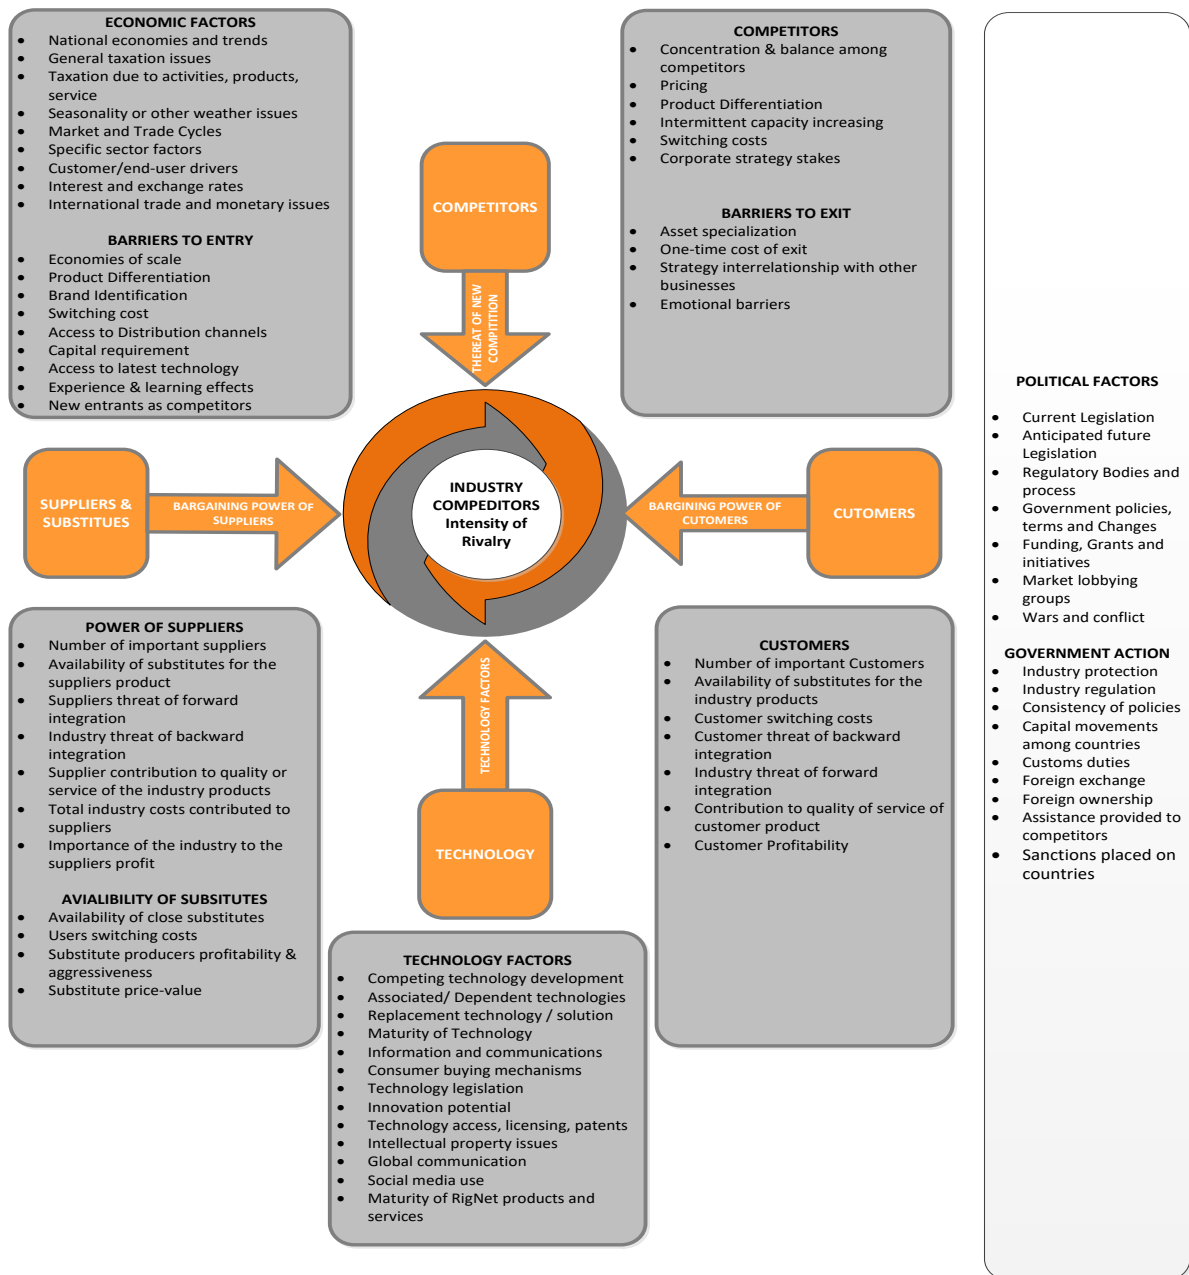 ECONOMIC FACTORS
• National economies and trends
• General taxation issues
• Taxation due to activities, products,
service
• Seasonality or other weather issues
• Market and Trade Cycles
• Specific sector factors
• Customer/end-user drivers
• Interest and exchange rates
• International trade and monetary issues
BARRIERS TO ENTRY
• Economies of scale
• Product Differentiation
• Brand Identification
• Switching cost
• Access to Distribution channels
• Capital requirement
• Access to latest technology
• Experience & learning effects
• New entrants as competitors
COMPETITORS
THEREAT OF NEW
COMPITITION
COMPETITORS
• Concentration & balance among
competitors
• Pricing
• Product Differentiation
• Intermittent capacity increasing
• Switching costs
• Corporate strategy stakes
BARRIERS TO EXIT
• Asset specialization
• One-time cost of exit
• Strategy interrelationship with other
businesses
• Emotional barriers
SUPPLIERS &
SUBSTITUES
BARGAINING POWER OF
SUPPLIERS
INDUSTRY
COMPEDITORS
Intensity of
Rivalry
BARGINING POWER OF
CUTOMERS
CUTOMERS
POWER OF SUPPLIERS
• Number of important suppliers
• Availability of substitutes for the
suppliers product
• Suppliers threat of forward
integration
• Industry threat of backward
integration
• Supplier contribution to quality or
service of the industry products
• Total industry costs contributed to
suppliers
• Importance of the industry to the
suppliers profit
AVIALIBILITY OF SUBSITUTES
• Availability of close substitutes
• Users switching costs
• Substitute producers profitability &
aggressiveness
• Substitute price-value
TECHNOLOGY FACTORS
TECHNOLOGY
TECHNOLOGY FACTORS
• Competing technology development
• Associated/ Dependent technologies
• Replacement technology / solution
• Maturity of Technology
• Information and communications
• Consumer buying mechanisms
• Technology legislation
• Innovation potential
• Technology access, licensing, patents
• Intellectual property issues
• Global communication
• Social media use
• Maturity of RigNet products and
services
CUSTOMERS
• Number of important Customers
• Availability of substitutes for the
industry products
• Customer switching costs
• Customer threat of backward
integration
• Industry threat of forward
integration
• Contribution to quality of service of
customer product
• Customer Profitability
POLITICAL FACTORS
• Current Legislation
• Anticipated future
Legislation
• Regulatory Bodies and
process
• Government policies,
terms and Changes
• Funding, Grants and
initiatives
• Market lobbying
groups
• Wars and conflict
GOVERNMENT ACTION
• Industry protection
• Industry regulation
• Consistency of policies
• Capital movements
among countries
• Customs duties
• Foreign exchange
• Foreign ownership
• Assistance provided to
competitors
• Sanctions placed on
countries